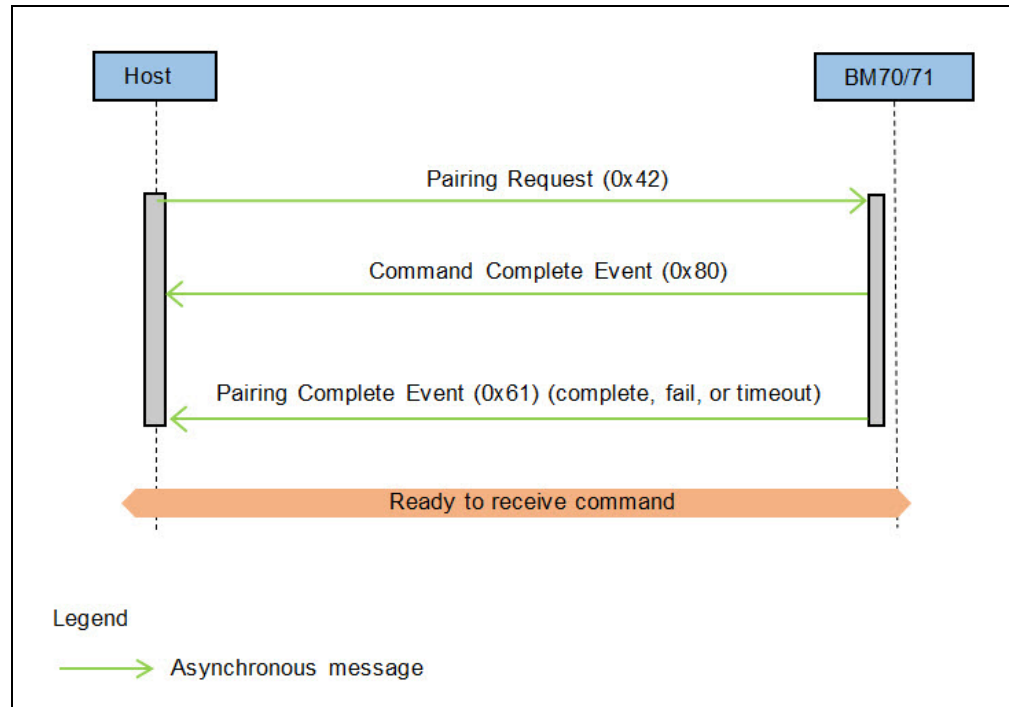 Host
BM70/71
Pairing Request (0x42)
Command Complete Event (0x80)
Pairing Complete Event (0x61) (complete, fail, or timeout)
Ready to receive command
Legend
Asynchronous message